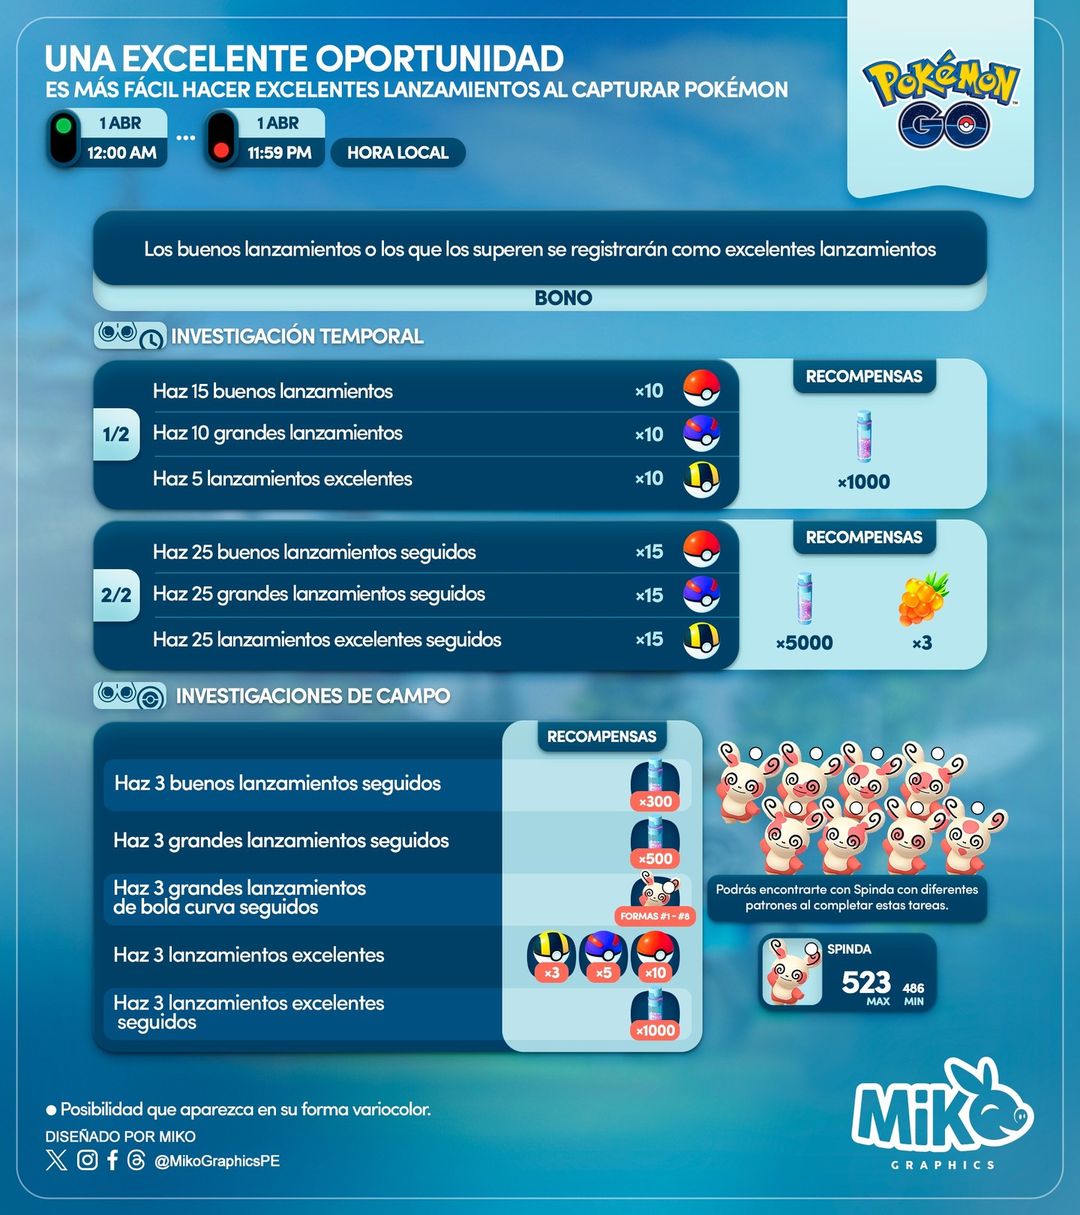 UNA EXCELENTE OPORTUNIDAD
ES MÁS FÁCIL HACER EXCELENTES LANZAMIENTOS AL CAPTURAR POKÉMON
1 ABR
12:00 AM
...
1 ABR
11:59 PM
HORA LOCAL
POKéMON
GO
Los buenos lanzamientos o los que los superen se registrarán como excelentes lanzamientos
BONO
INVESTIGACIÓN TEMPORAL
1/2
Haz 15 buenos lanzamientos
×10
Haz 10 grandes lanzamientos
×10
Haz 5 lanzamientos excelentes
×10
RECOMPENSAS
×1000
2/2
Haz 25 buenos lanzamientos seguidos
×15
Haz 25 grandes lanzamientos seguidos
×15
Haz 25 lanzamientos excelentes seguidos
×15
RECOMPENSAS
×5000
×3
INVESTIGACIONES DE CAMPO
RECOMPENSAS
Haz 3 buenos lanzamientos seguidos
×300
Haz 3 grandes lanzamientos seguidos
×500
Haz 3 grandes lanzamientos
de bola curva seguidos
FORMAS #1 - #8
Haz 3 lanzamientos excelentes
×3
×5
×10
Haz 3 lanzamientos excelentes
seguidos
×1000
Podrás encontrarte con Spinda con diferentes
patrones al completar estas tareas.
SPINDA
523
MAX
486
MIN
Posibilidad que aparezca en su forma variocolor.
DISEÑADO POR MIKO
@MikoGraphicsPE
MiKO
GRAPHICS